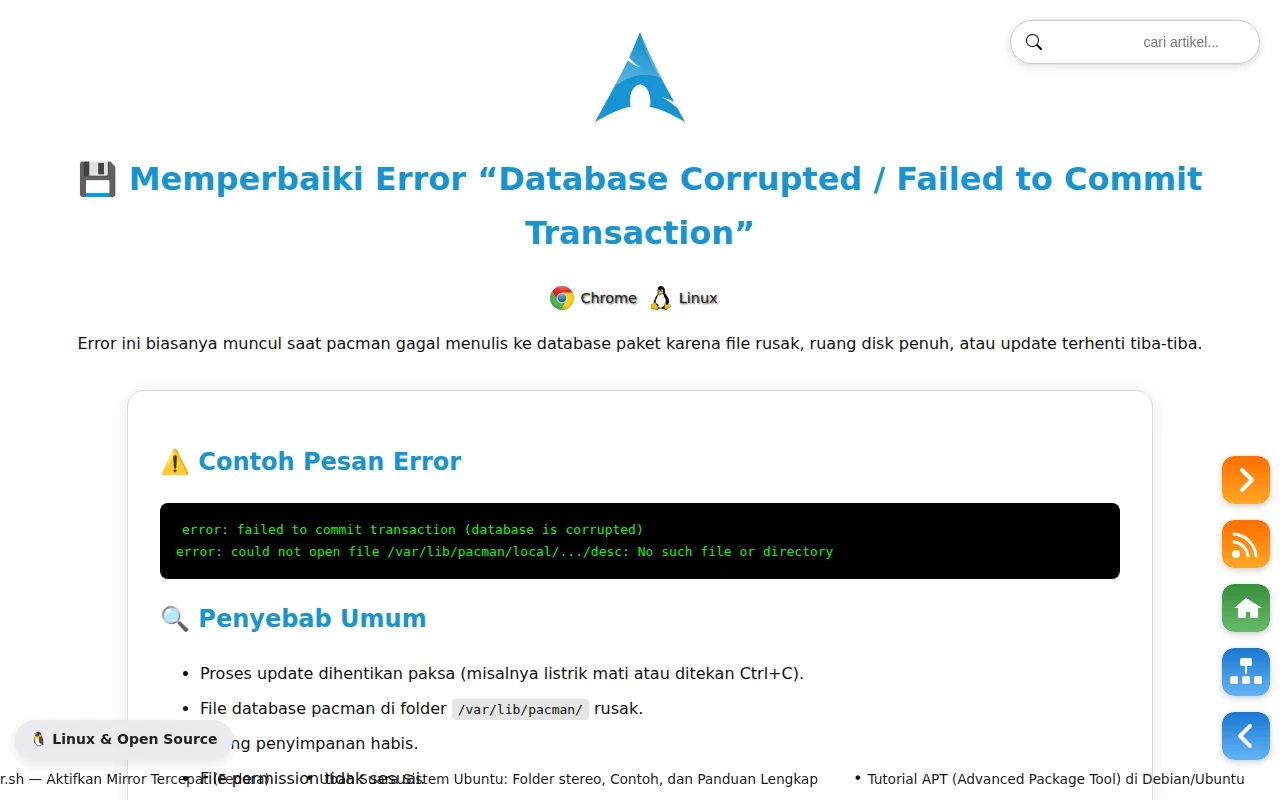 cari artikel...
💾 Memperbaiki Error “Database Corrupted / Failed to Commit
Transaction”
Chrome Linux
Error ini biasanya muncul saat pacman gagal menulis ke database paket karena file rusak, ruang disk penuh, atau update terhenti tiba-tiba.
⚠️ Contoh Pesan Error
error: failed to commit transaction (database is corrupted)
error: could not open file /var/lib/pacman/local/.../desc: No such file or directory
🔍 Penyebab Umum
• Proses update dihentikan paksa (misalnya listrik mati atau ditekan Ctrl+C).
• File database pacman di folder /var/lib/pacman/ rusak.
🐧 Linux & Open Source
penyimpanan habis.
• File permission tidak sesuai.
r.sh — Aktifkan Mirror Tercepat (Fedora) • Ubah Suara Sistem Ubuntu: Folder stereo, Contoh, dan Panduan Lengkap • Tutorial APT (Advanced Package Tool) di Debian/Ubuntu